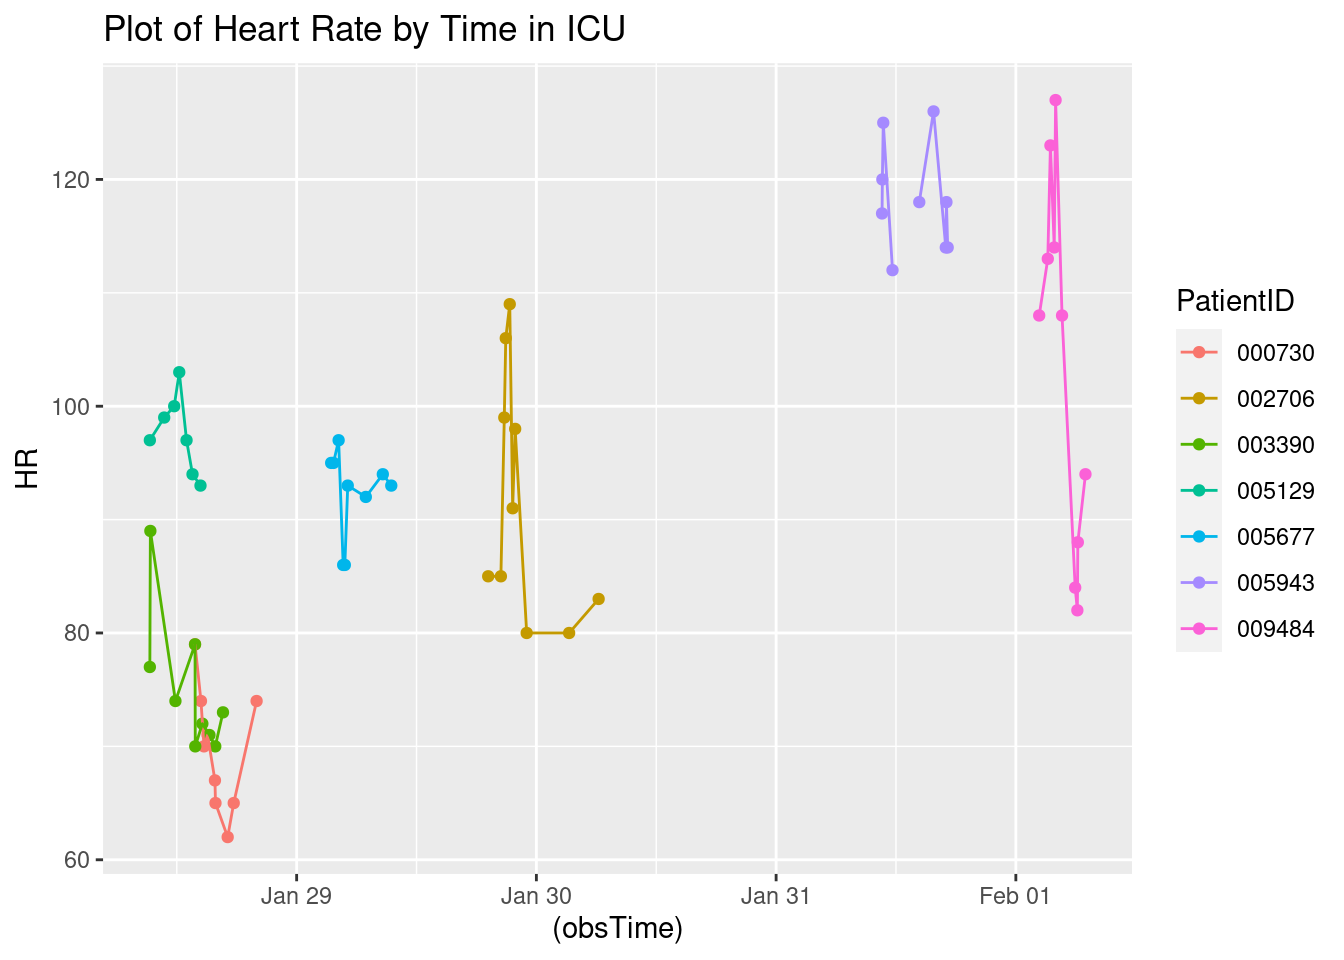 Plot of Heart Rate by Time in ICU
HR
120
100
80
60
Jan 29
Jan 30
Jan 31
Feb 01
(obsTime)
PatientID
000730
002706
003390
005129
005677
005943
009484